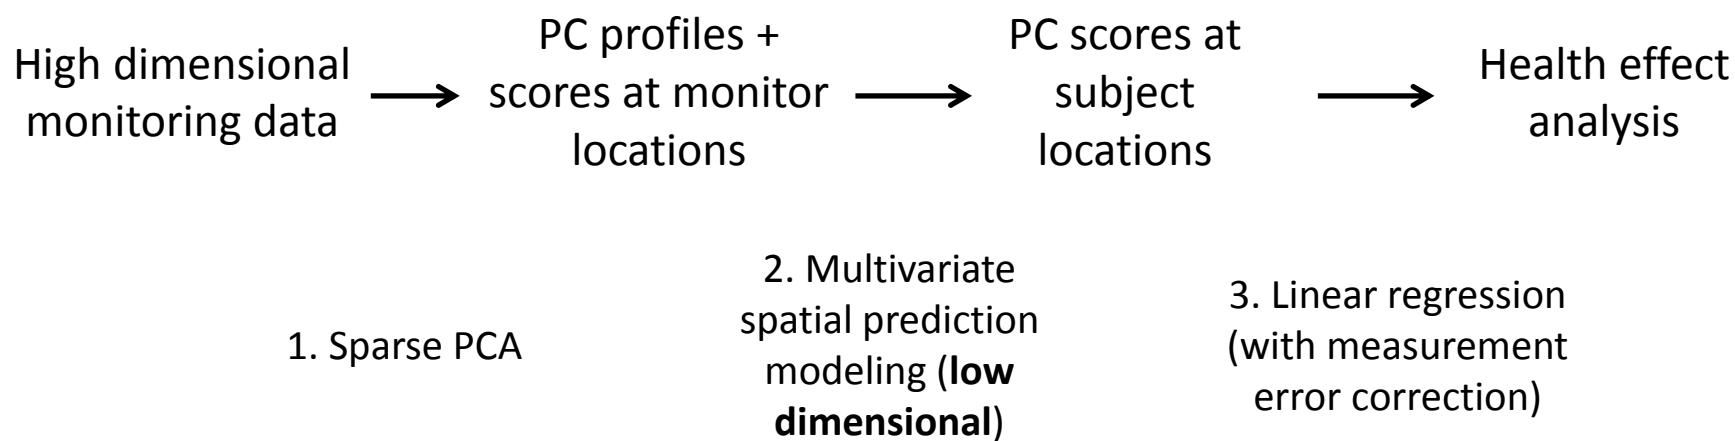 High dimensional
monitoring data
PC profiles +
scores at monitor
locations
PC scores at
subject
locations
Health effect
analysis
1. Sparse PCA
2. Multivariate
spatial prediction
modeling (low
dimensional)
3. Linear regression
(with measurement
error correction)